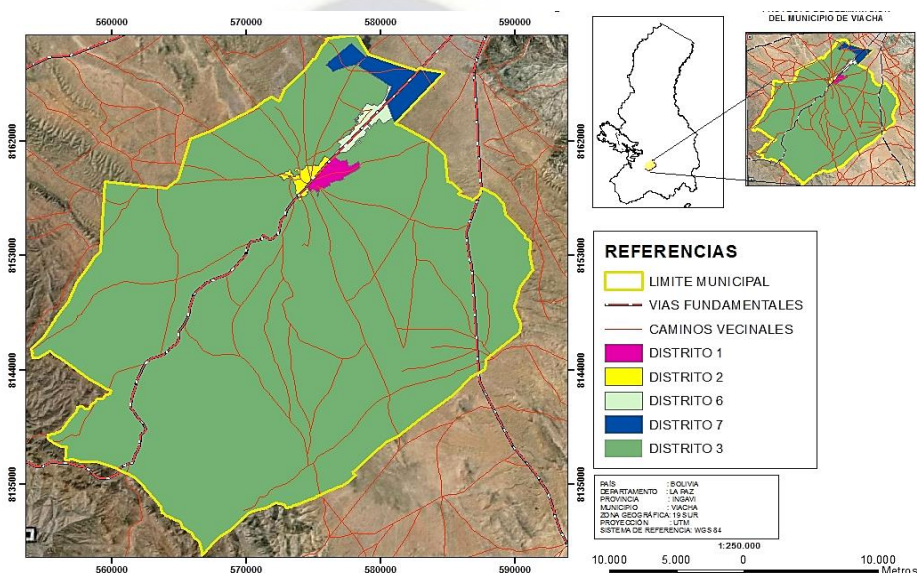 560000 570000 580000 590000
8162000 8162000
8153000 8153000
8144000 8144000
8135000 8135000
560000 570000 580000 590000
DEL MUNICIPIO DE VIACHA
REFERENCIAS
LIMITE MUNICIPAL
VIAS FUNDAMENTALES
CAMINOS VECINALES
DISTRITO 1
DISTRITO 2
DISTRITO 6
DISTRITO 7
DISTRITO 3
PAÍS : BOLIVIA
DEPARTAMENTO : LA PAZ
PROVINCIA : INGAVI
MUNICIPIO : VIACHA
ZONA GEOGRÁFICA: 19 SUR
PROYECCIÓN : UTM
SISTEMA DE REFERENCIA: WGS 84
1:250.000
10.000 5.000 0 10.000
Metros